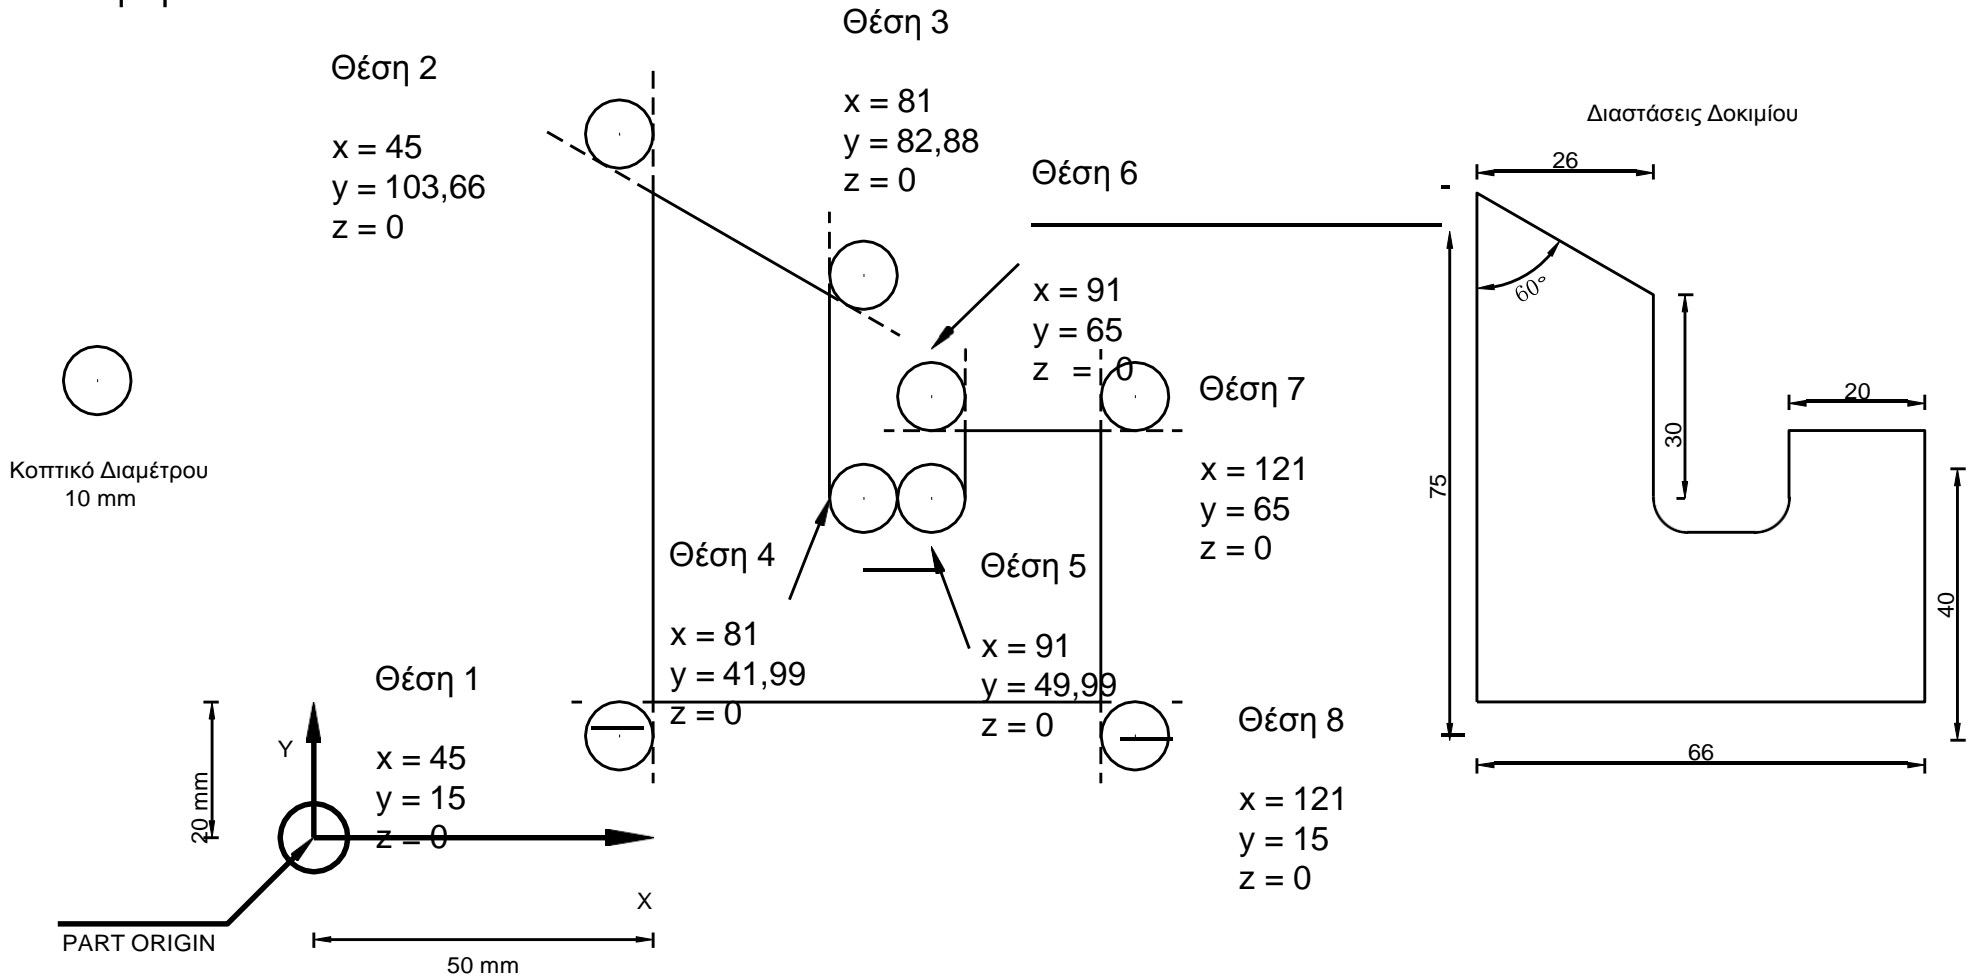 Θέση 3
x = 81
y = 82,88
z = 0
Θέση 2
x = 45
y = 103,66
z = 0
Θέση 6
x = 91
y = 65
z = 0
Διαστάσεις Δοκιμίου
26
60°
30
20
75
40
66
Θέση 7
x = 121
y = 65
z = 0
Κοπτικό Διαμέτρου
10 mm
Θέση 4
x = 81
y = 41,99
z = 0
Θέση 5
x = 91
y = 49,99
z = 0
Θέση 1
x = 45
y = 15
z = 0
Θέση 8
x = 121
y = 15
z = 0
Y
20 mm
X
PART ORIGIN
50 mm